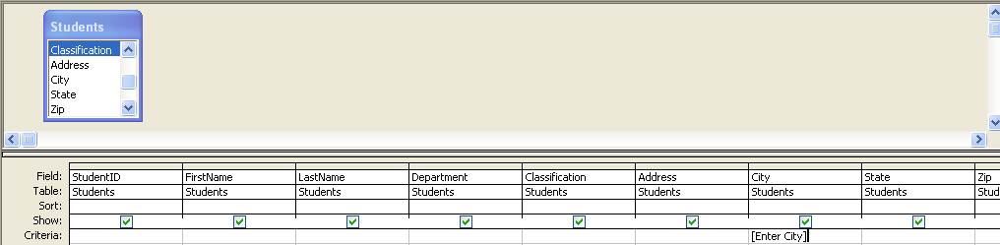 Students
Classification
Address
City
State
Zip
Field: StudentID FirstName LastName Department Classification Address City State Zip
Table: Students Students Students Students Students Students Students Students Stud
Sort:
Show:
Criteria: [Enter City]